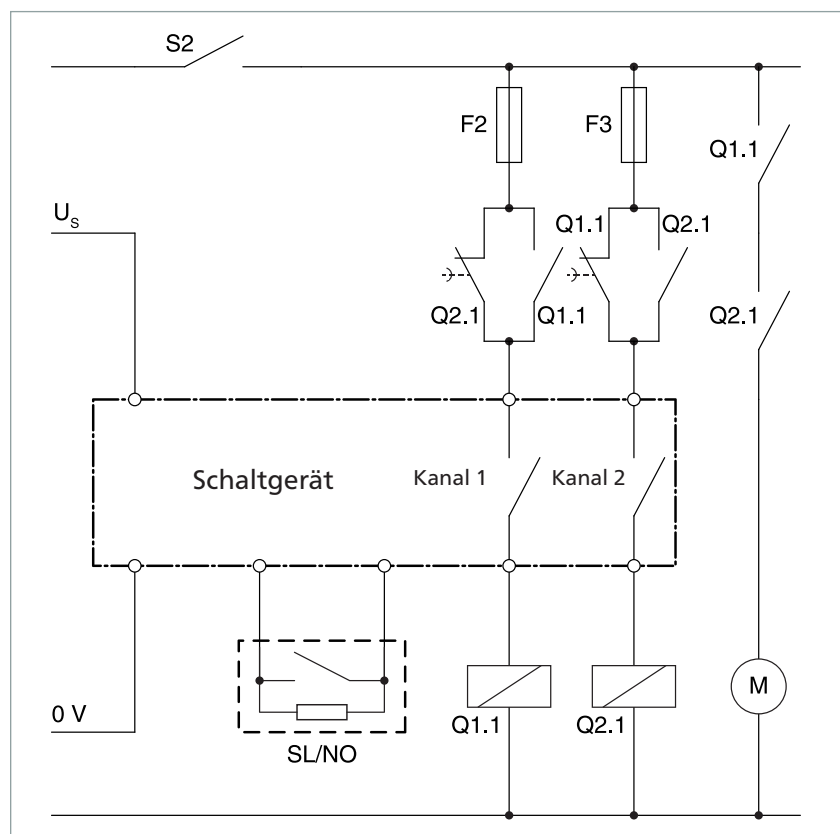 S2
F2
F3
Q1.1
U_S
Q1.1
Q2.1
Q2.1
Q1.1
Q2.1
Schaltgerät
Kanal 1
Kanal 2
0 V
SL/NO
Q1.1
Q2.1
M